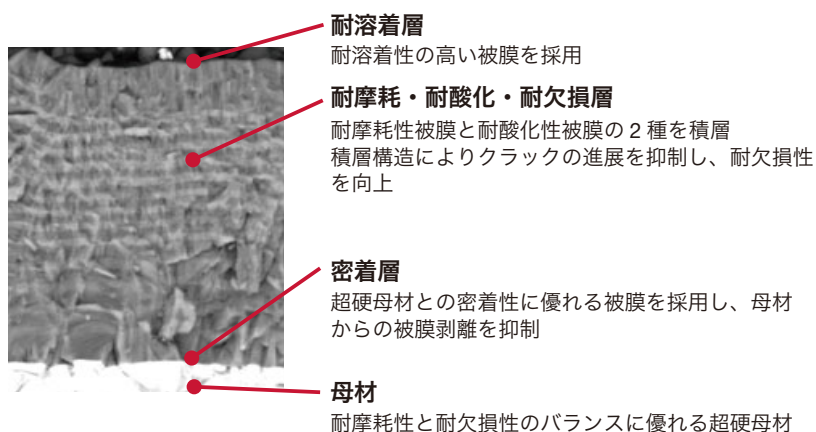 耐溶着層
耐溶着性の高い被膜を採用
耐摩耗・耐酸化・耐欠損層
耐摩耗性被膜と耐酸化性被膜の2種を積層
積層構造によりクラックの進展を抑制し、耐欠損性
を向上
密着層
超硬母材との密着性に優れる被膜を採用し、母材
からの被膜剥離を抑制
母材
耐摩耗性と耐欠損性のバランスに優れる超硬母材